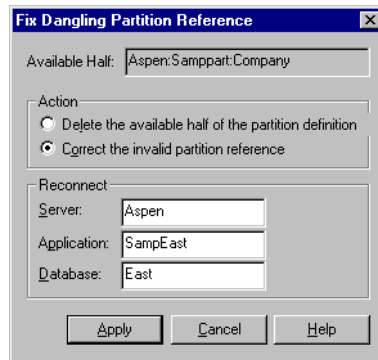 Fix Dangling Partition Reference
Available Half: Aspen:Samppart:Company
Action
Delete the available half of the partition definition
Correct the invalid partition reference
Reconnect
Server: Aspen
Application: SampEast
Database: East
Apply Cancel Help